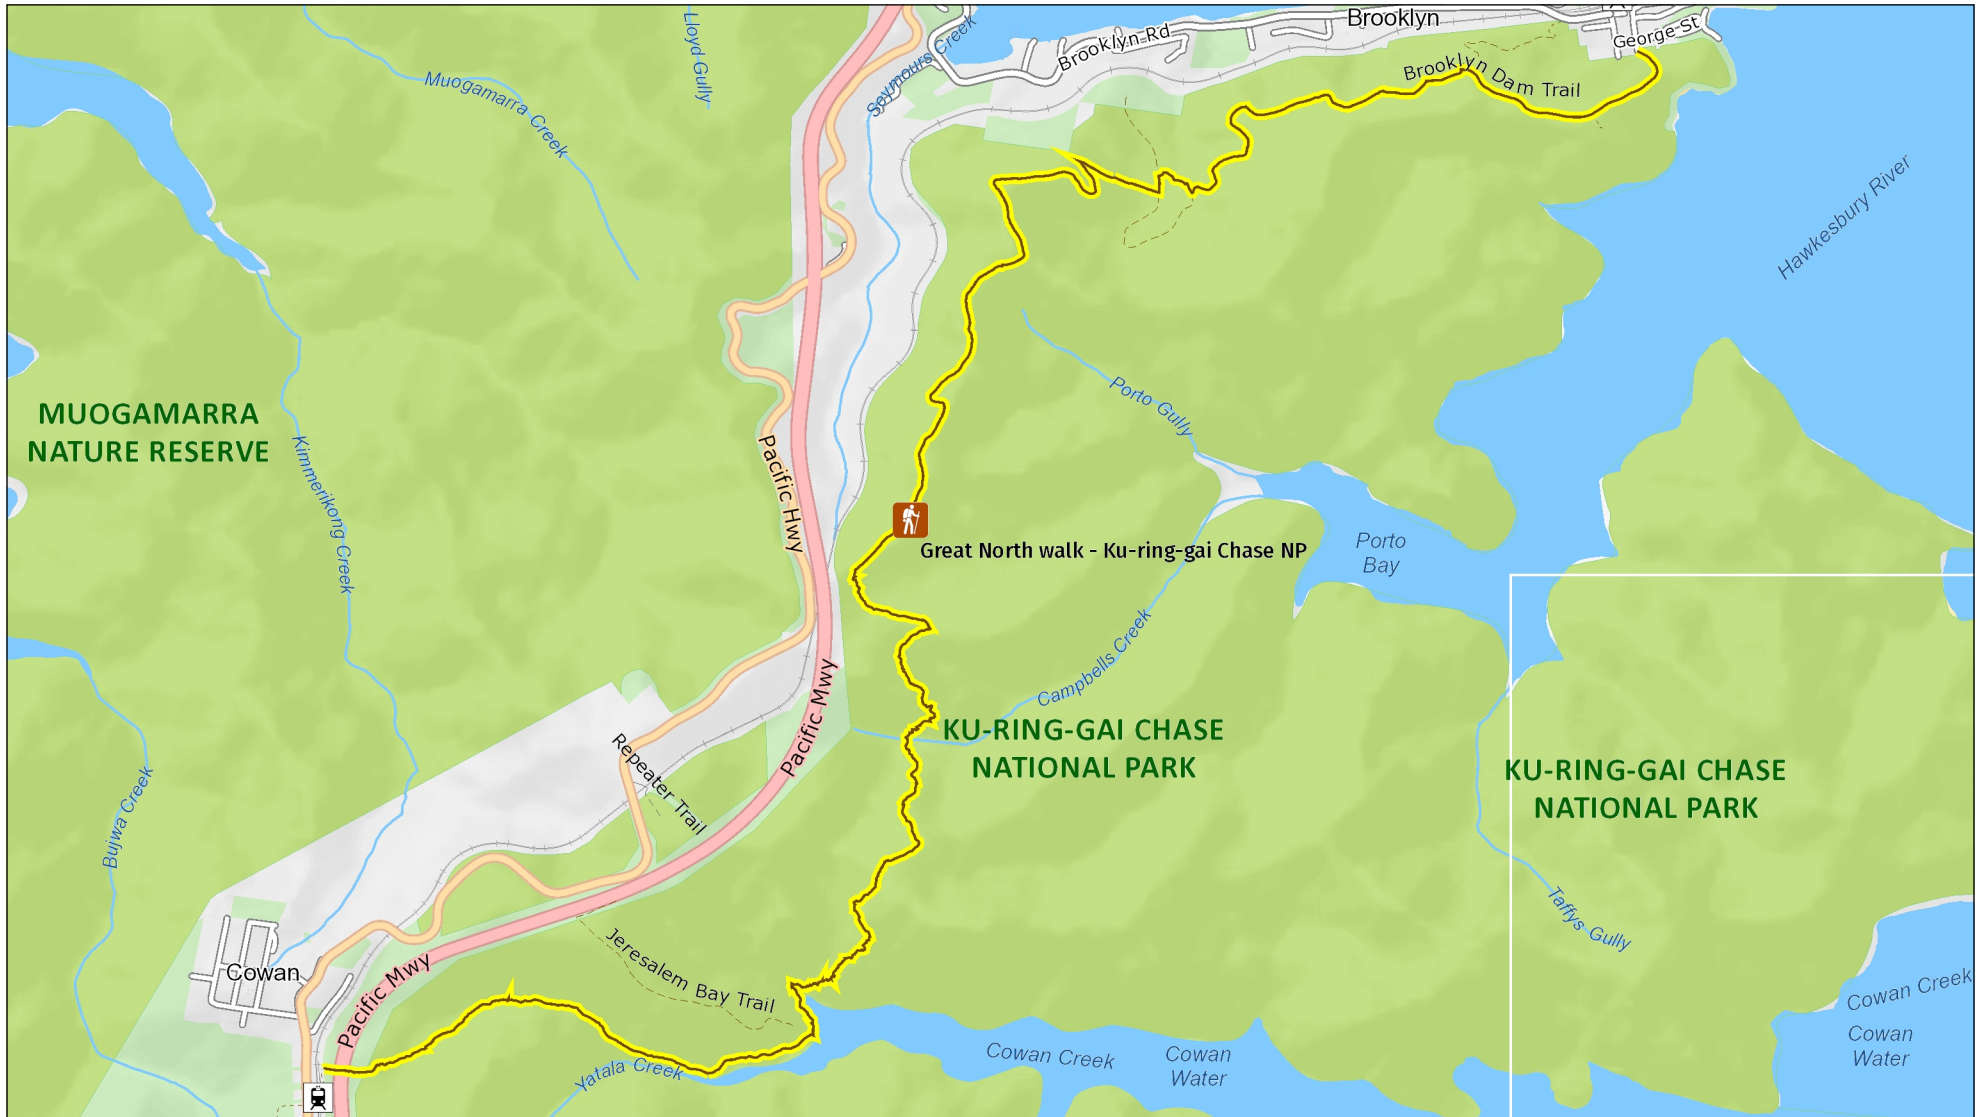 Brooklyn
George St
Brooklyn Rd
Seymours Creek
Lloyd Gully
Muogamarra Creek
Brooklyn Dam Trail
Hawkesbury River
MUOGAMARRA
NATURE RESERVE
Kimmerikong Creek
Pacific Hwy
Porto Gully
Great North walk - Ku-ring-gai Chase NP
Porto
Bay
Campbells Creek
Pacific Mwy
KU-RING-GAI CHASE
NATIONAL PARK
KU-RING-GAI CHASE
NATIONAL PARK
Repeater Trail
Bujwa Creek
Taffys Gully
Cowan
Pacific Mwy
Jeresalem Bay Trail
Yatala Creek
Cowan Creek
Cowan
Water
Cowan Creek
Cowan
Water